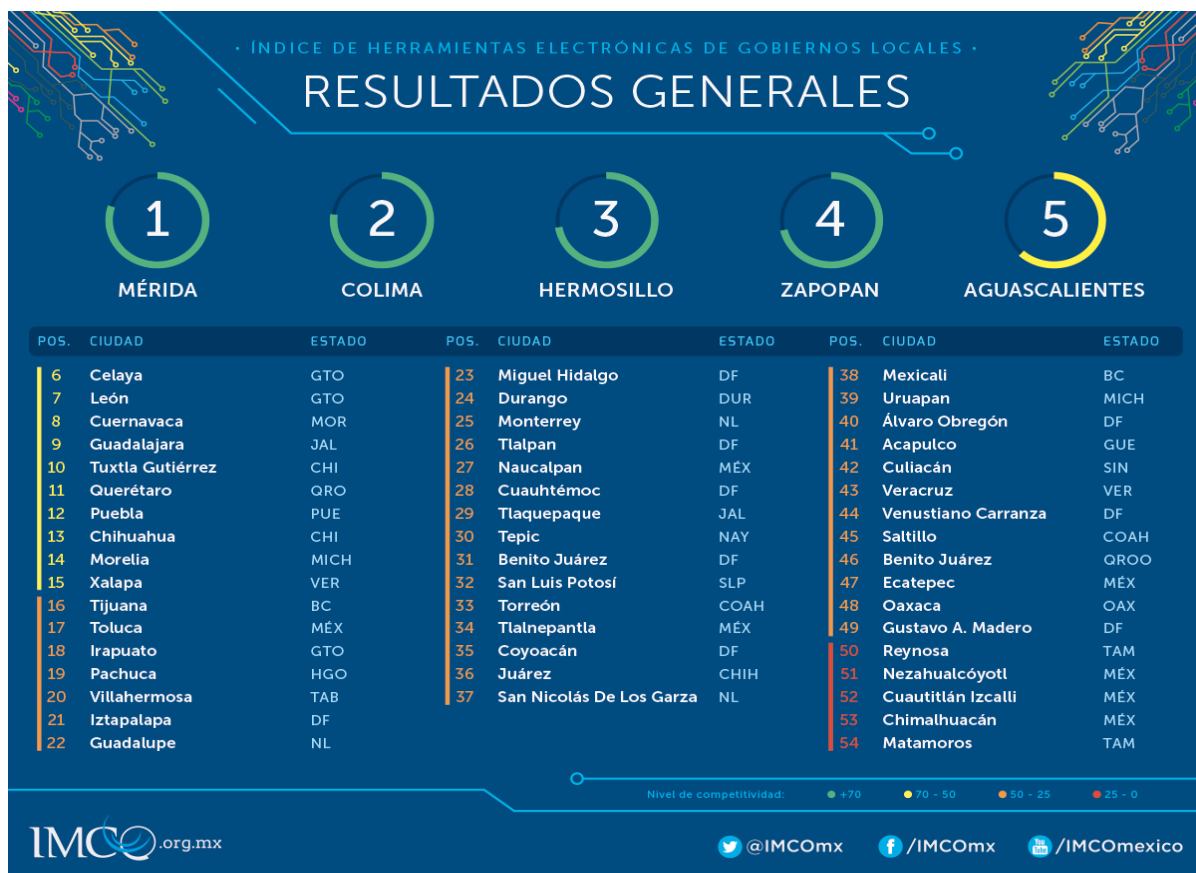 • ÍNDICE DE HERRAMIENTAS ELECTRÓNICAS DE GOBIERNOS LOCALES •
RESULTADOS GENERALES
1 2 3 4 5
MÉRIDA COLIMA HERMOSILLO ZAPOPAN AGUASCALIENTES
POS. CIUDAD ESTADO POS. CIUDAD ESTADO POS. CIUDAD ESTADO
6 Celaya GTO 23 Miguel Hidalgo DF 38 Mexicali BC
7 León GTO 24 Durango DUR 39 Uruapan MICH
8 Cuernavaca MOR 25 Monterrey NL 40 Álvaro Obregón DF
9 Guadalajara JAL 26 Tlalpan DF 41 Acapulco GUE
10 Tuxtla Gutiérrez CHI 27 Naucalpan MÉX 42 Culiacán SIN
11 Querétaro QRO 28 Cuauhtémoc DF 43 Veracruz VER
12 Puebla PUE 29 Tlaquepaque JAL 44 Venustiano Carranza DF
13 Chihuahua CHI 30 Tepic NAY 45 Saltillo COAH
14 Morelia MICH 31 Benito Juárez DF 46 Benito Juárez QROO
15 Xalapa VER 32 San Luis Potosí SLP 47 Ecatepec MÉX
16 Tijuana BC 33 Torreón COAH 48 Oaxaca OAX
17 Toluca MÉX 34 Tlalnepantla MÉX 49 Gustavo A. Madero DF
18 Irapuato GTO 35 Coyoacán DF 50 Reynosa TAM
19 Pachuca HGO 36 Juárez CHIH 51 Nezahualcóyotl MÉX
20 Villahermosa TAB 37 San Nicolás De Los Garza NL 52 Cuautitlán Izcalli MÉX
21 Iztapalapa DF 53 Chimalhuacán MÉX
22 Guadalupe NL 54 Matamoros TAM
Nivel de competitividad: +70 70 - 50 50 - 25 25 - 0
IMCO.org.mx @IMCOmx f /IMCOmx You Tube /IMCOmexico